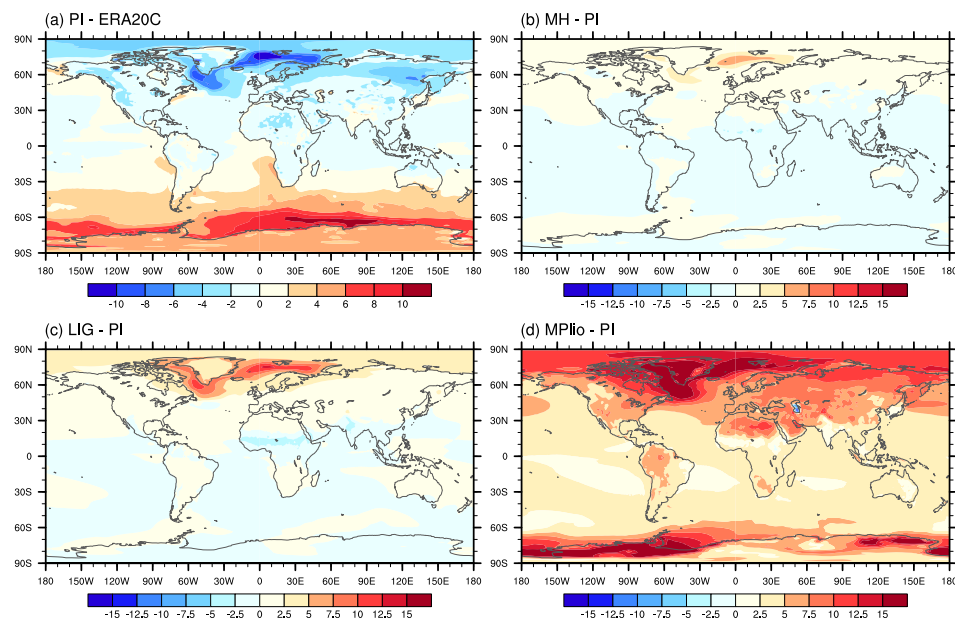 (a) PI - ERA20C
90N
60N
30N
0
30S
60S
90S
180 150W 120W 90W 60W 30W 0 30E 60E 90E 120E 150E 180
-10 -8 -6 -4 -2 2 4 6 8 10
(b) MH - PI
90N
60N
30N
0
30S
60S
90S
180 150W 120W 90W 60W 30W 0 30E 60E 90E 120E 150E 180
-15 -12.5 -10 -7.5 -5 -2.5 0 2.5 5 7.5 10 12.5 15
(c) LIG - PI
90N
60N
30N
0
30S
60S
90S
180 150W 120W 90W 60W 30W 0 30E 60E 90E 120E 150E 180
-15 -12.5 -10 -7.5 -5 -2.5 0 2.5 5 7.5 10 12.5 15
(d) MPlio - PI
90N
60N
30N
0
30S
60S
90S
180 150W 120W 90W 60W 30W 0 30E 60E 90E 120E 150E 180
-15 -12.5 -10 -7.5 -5 -2.5 0 2.5 5 7.5 10 12.5 15